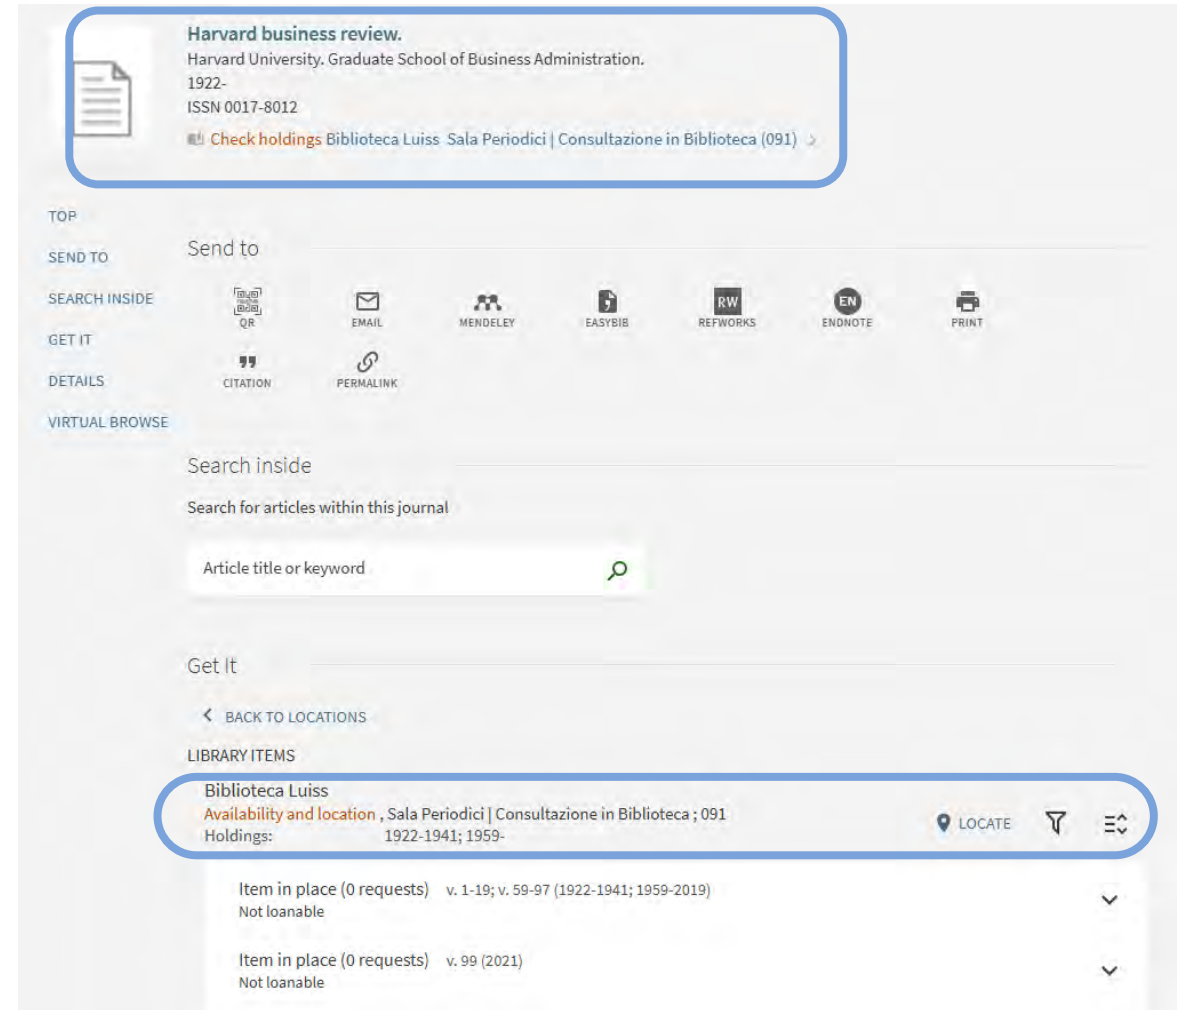 Harvard business review.
Harvard University. Graduate School of Business Administration.
1922-
ISSN 0017-8012
Check holdings Biblioteca Luiss Sala Periodici | Consultazione in Biblioteca (091)
TOP
SEND TO
SEARCH INSIDE
GET IT
DETAILS
VIRTUAL BROWSE
Send to
QR
EMAIL
MENDELEY
EASYBIB
RW
REFWORKS
EN
ENDNOTE
PRINT
CITATION
PERMALINK
Search inside
Search for articles within this journal
Article title or keyword
Get It
BACK TO LOCATIONS
LIBRARY ITEMS
Biblioteca Luiss
Availability and location , Sala Periodici | Consultazione in Biblioteca ; 091
Holdings: 1922-1941; 1959-
LOCATE
Item in place (0 requests) v. 1-19; v. 59-97 (1922-1941; 1959-2019)
Not loanable
Item in place (0 requests) v. 99 (2021)
Not loanable